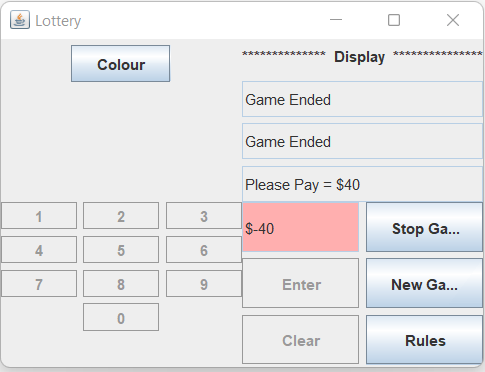 Lottery
Colour
************** Display ***************
Game Ended
Game Ended
Please Pay = $40
1 2 3
$-40
Stop Ga...
4 5 6
7 8 9
Enter
New Ga...
0
Clear
Rules